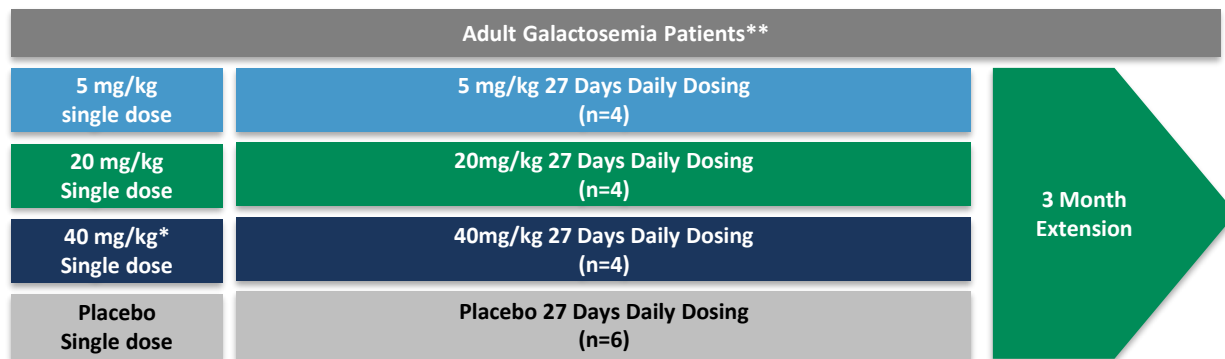 Adult Galactosemia Patients**
5 mg/kg
single dose
5 mg/kg 27 Days Daily Dosing
(n=4)
20 mg/kg
Single dose
20mg/kg 27 Days Daily Dosing
(n=4)
40 mg/kg*
Single dose
40mg/kg 27 Days Daily Dosing
(n=4)
Placebo
Single dose
Placebo 27 Days Daily Dosing
(n=6)
3 Month
Extension